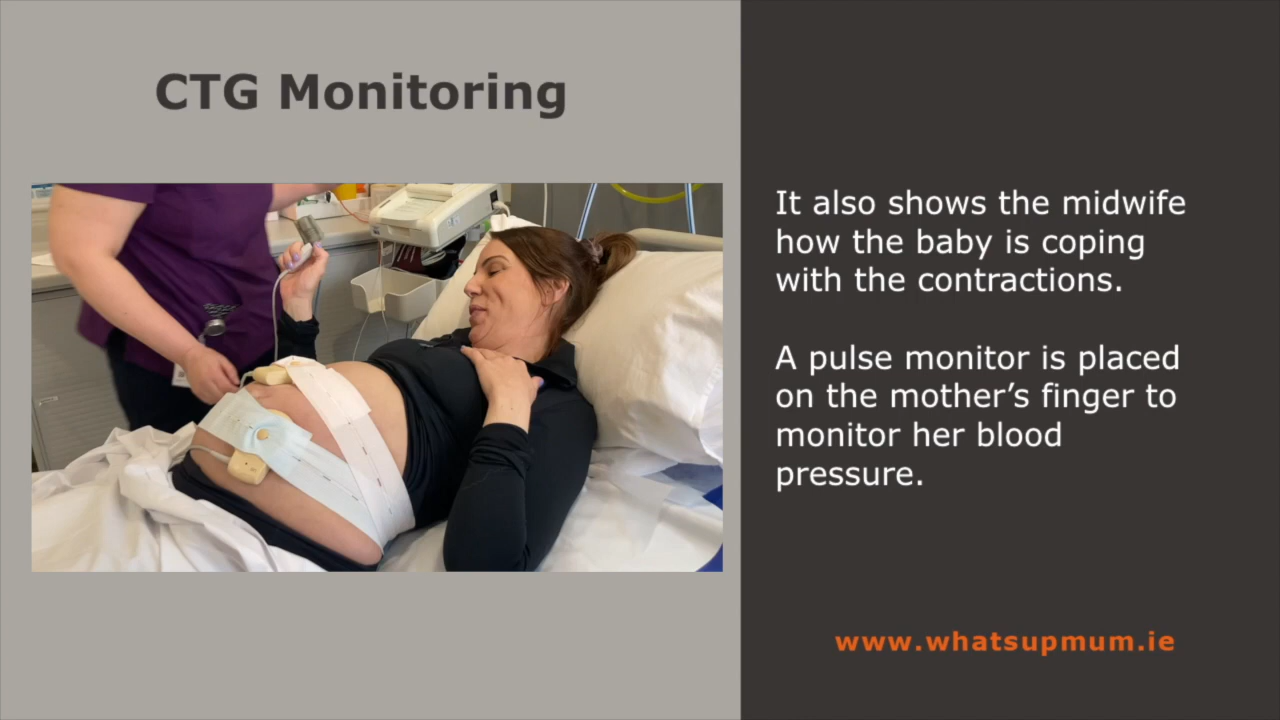 CTG Monitoring
It also shows the midwife
how the baby is coping
with the contractions.
A pulse monitor is placed
on the mother’s finger to
monitor her blood
pressure.
www.whatsupmum.ie